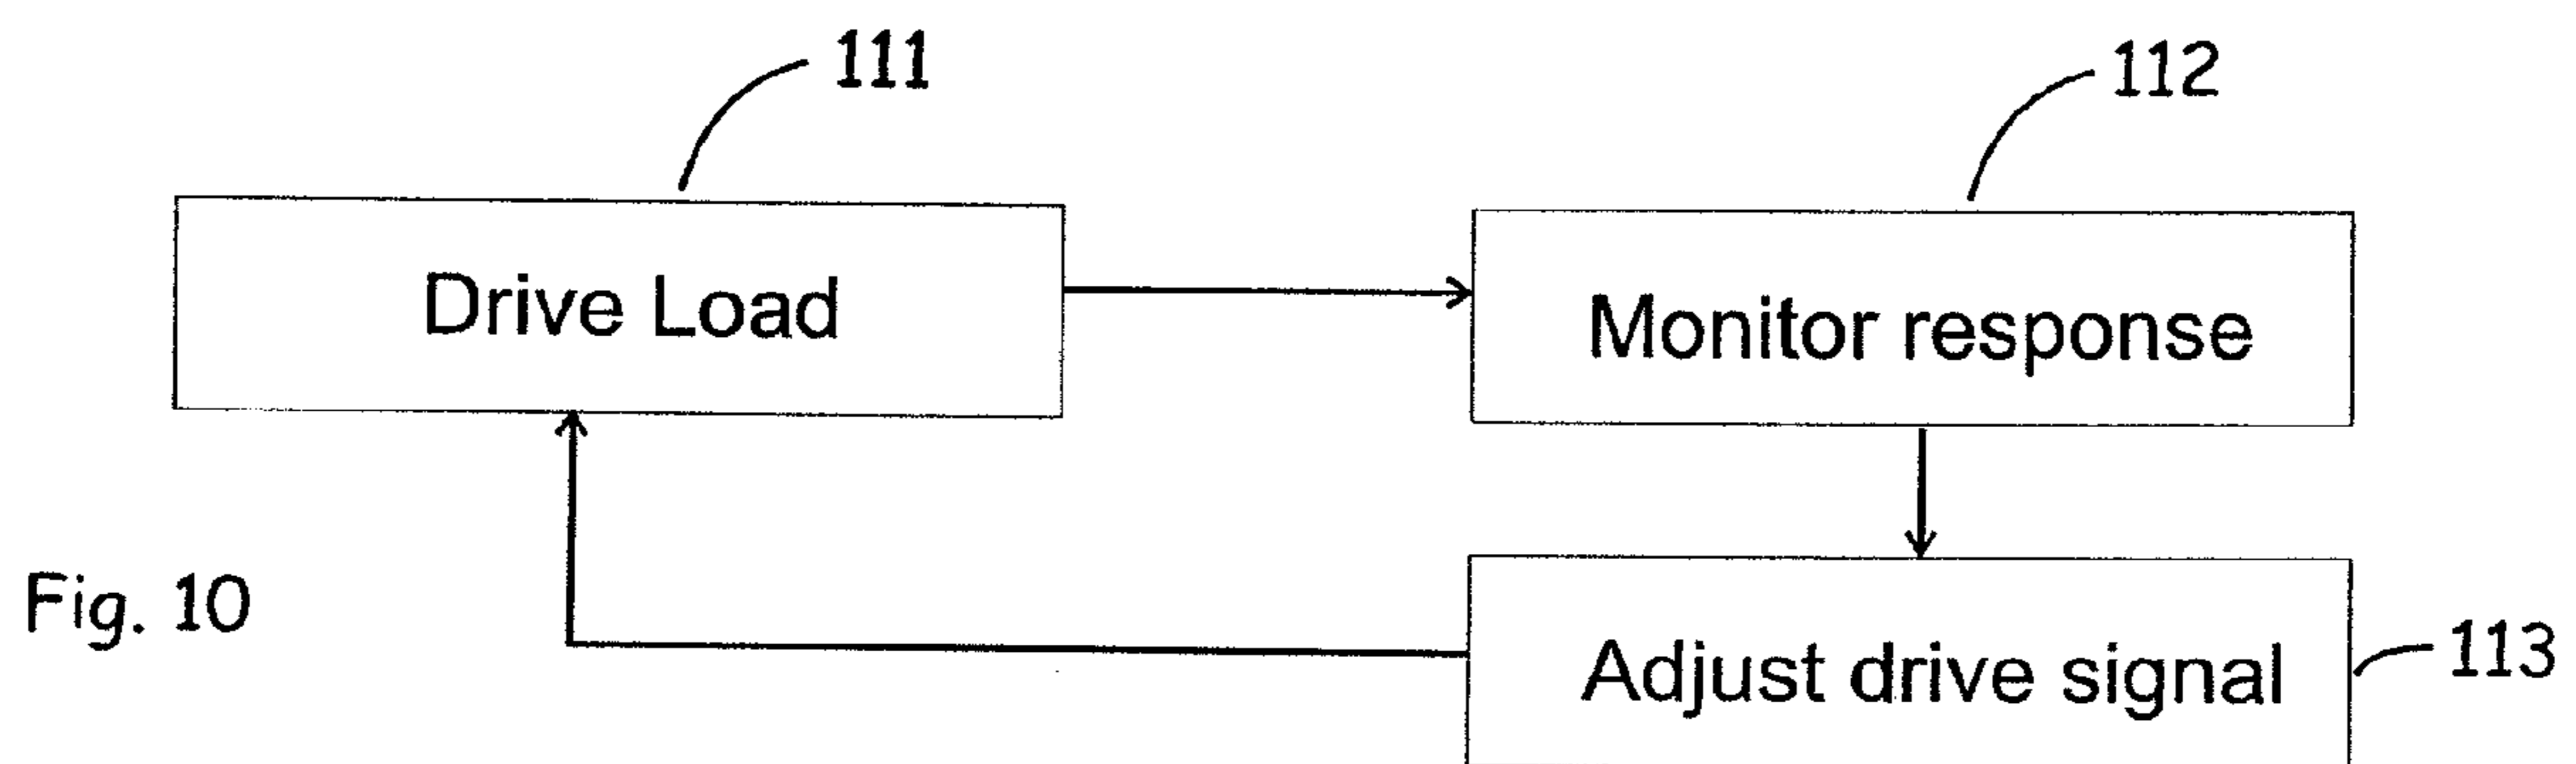 111
112
Drive Load
Monitor response
Fig. 10
Adjust drive signal
113